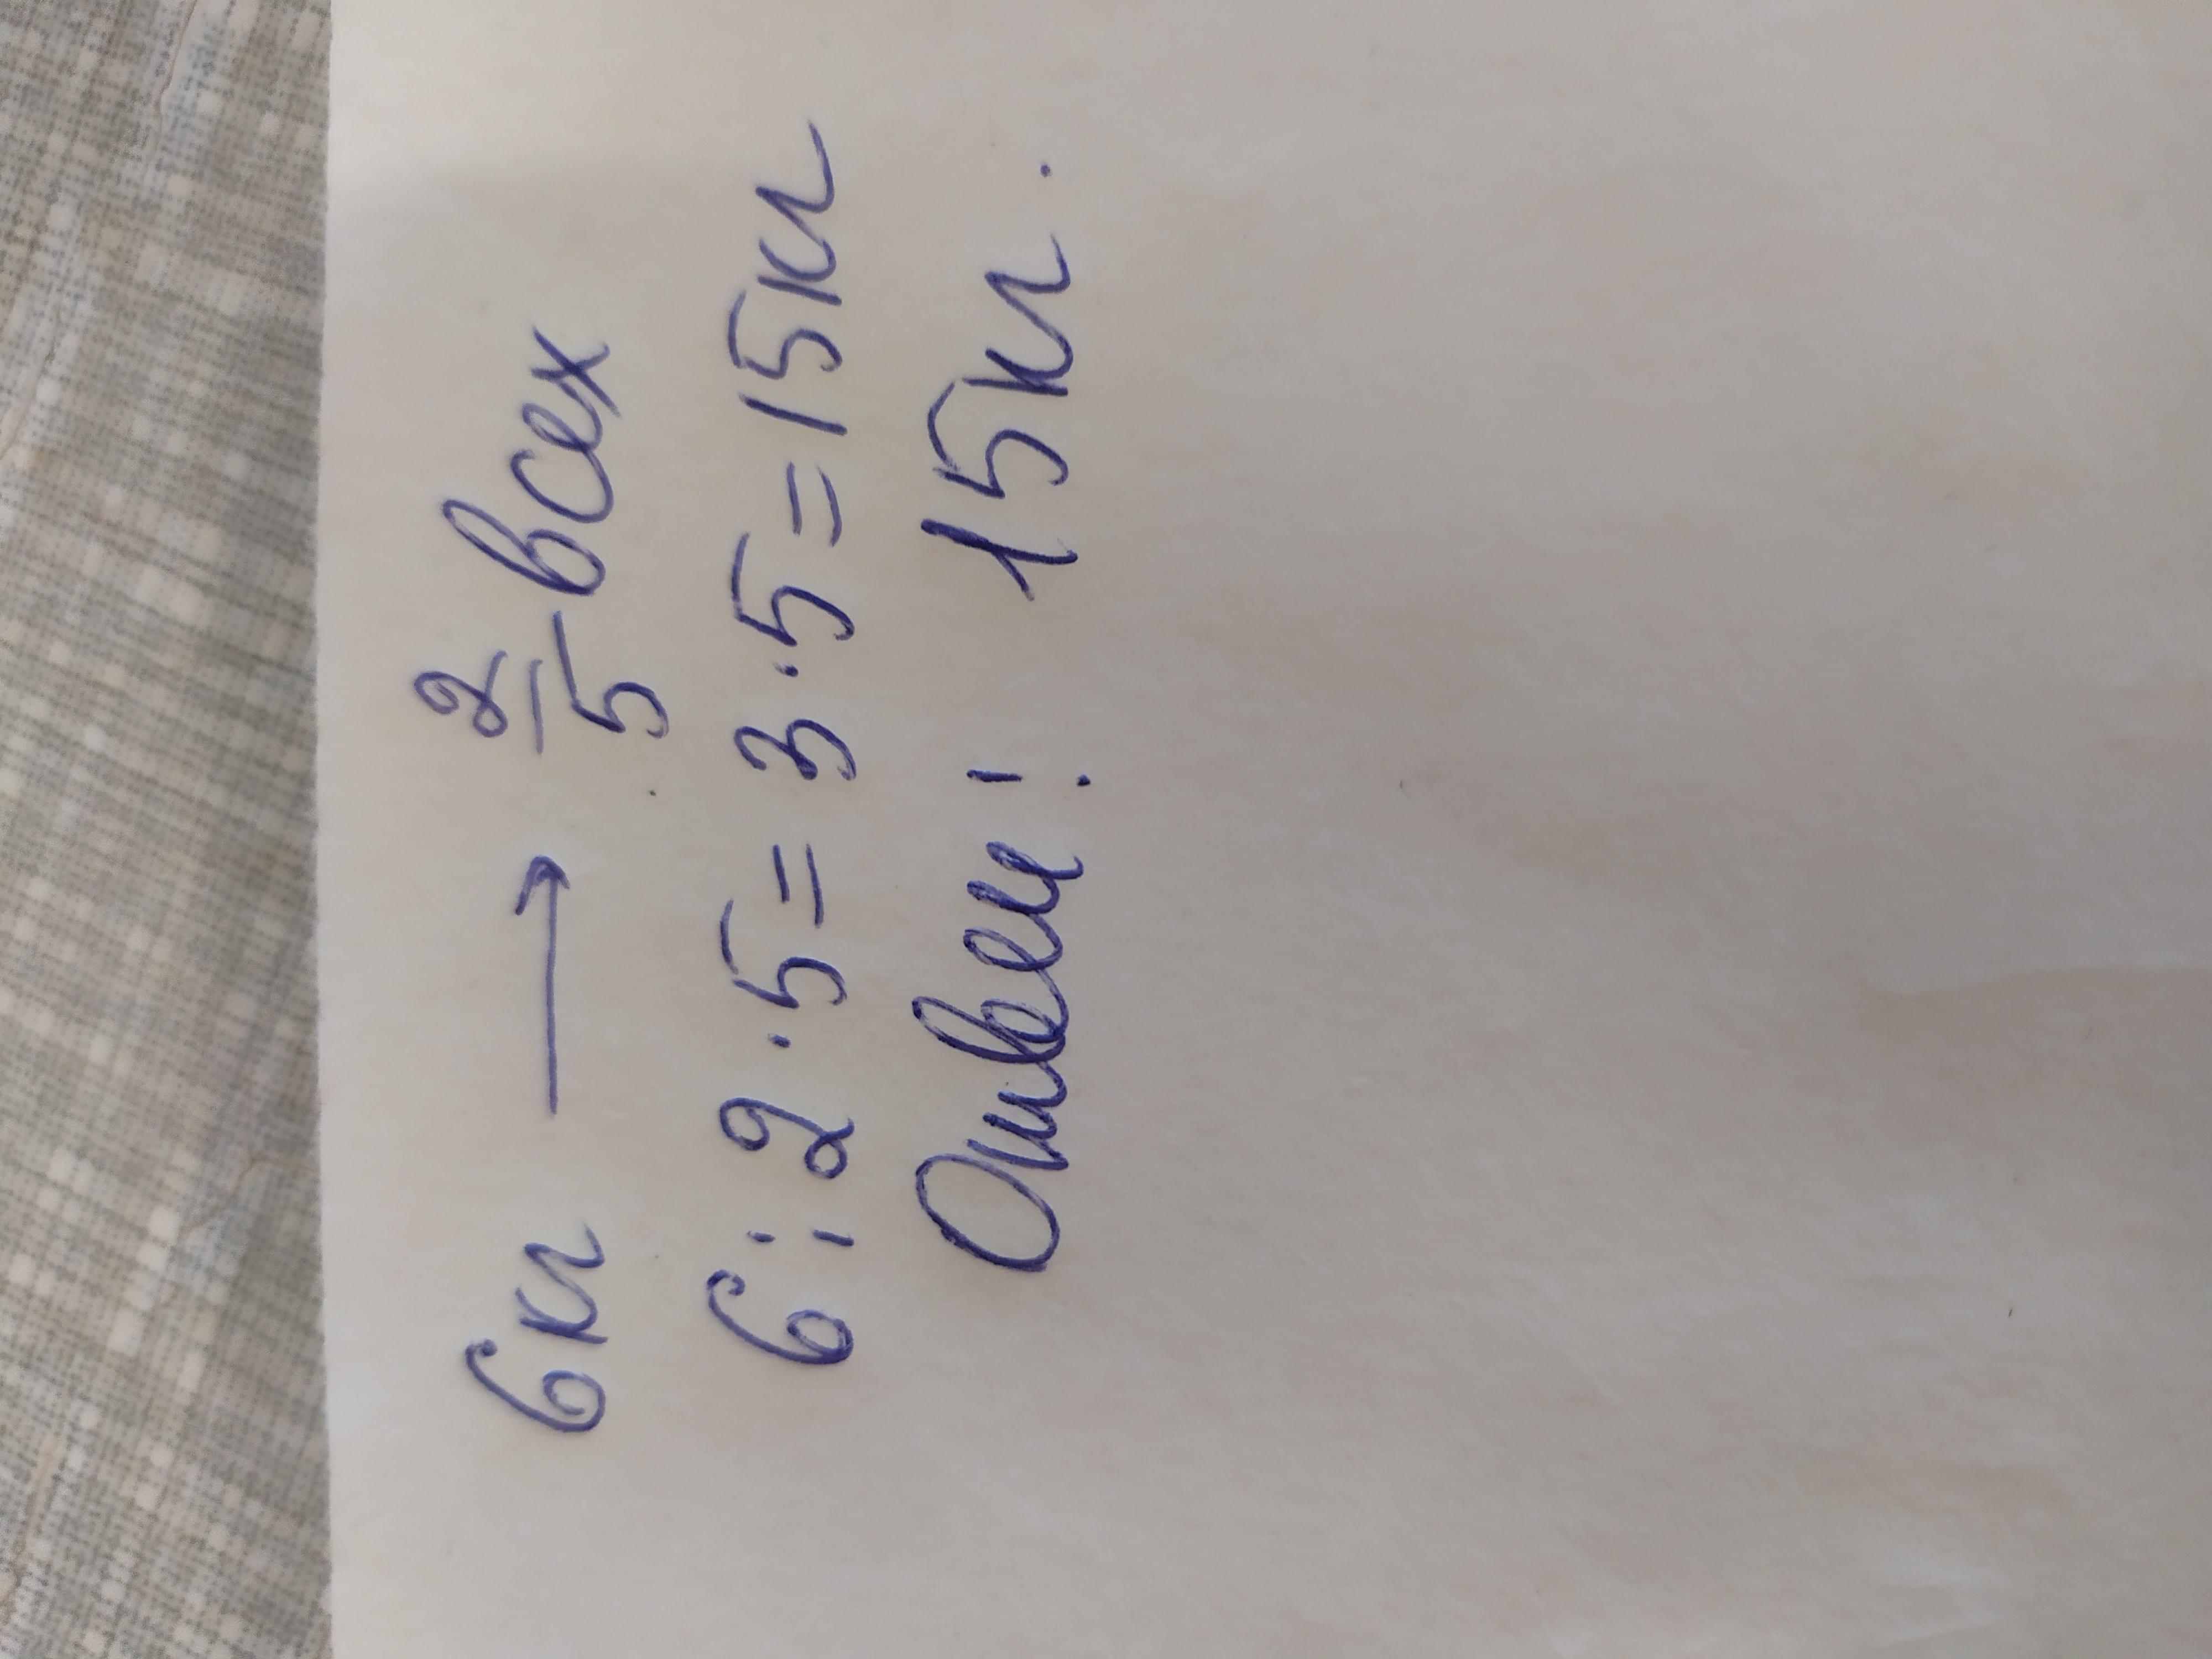 6кл → 2/5 всех
6:2·5=3·5=15кл
Ответ: 15кл.